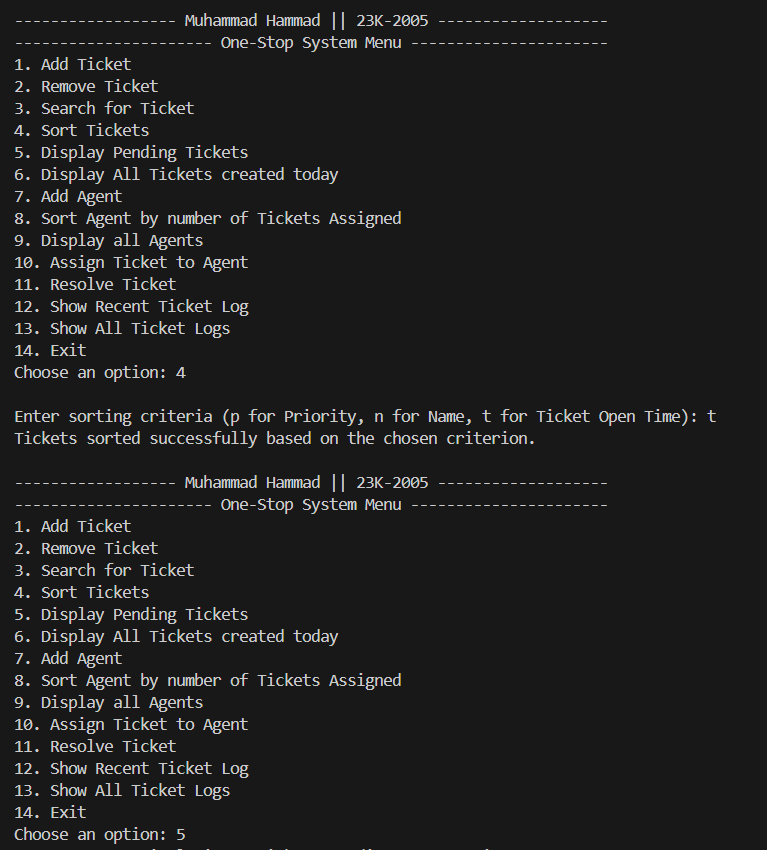 ------------------ Muhammad Hammad || 23K-2005 -------------------
---------------------- One-Stop System Menu ----------------------
1. Add Ticket
2. Remove Ticket
3. Search for Ticket
4. Sort Tickets
5. Display Pending Tickets
6. Display All Tickets created today
7. Add Agent
8. Sort Agent by number of Tickets Assigned
9. Display all Agents
10. Assign Ticket to Agent
11. Resolve Ticket
12. Show Recent Ticket Log
13. Show All Ticket Logs
14. Exit
Choose an option: 4
Enter sorting criteria (p for Priority, n for Name, t for Ticket Open Time): t
Tickets sorted successfully based on the chosen criterion.
------------------ Muhammad Hammad || 23K-2005 -------------------
---------------------- One-Stop System Menu ----------------------
1. Add Ticket
2. Remove Ticket
3. Search for Ticket
4. Sort Tickets
5. Display Pending Tickets
6. Display All Tickets created today
7. Add Agent
8. Sort Agent by number of Tickets Assigned
9. Display all Agents
10. Assign Ticket to Agent
11. Resolve Ticket
12. Show Recent Ticket Log
13. Show All Ticket Logs
14. Exit
Choose an option: 5